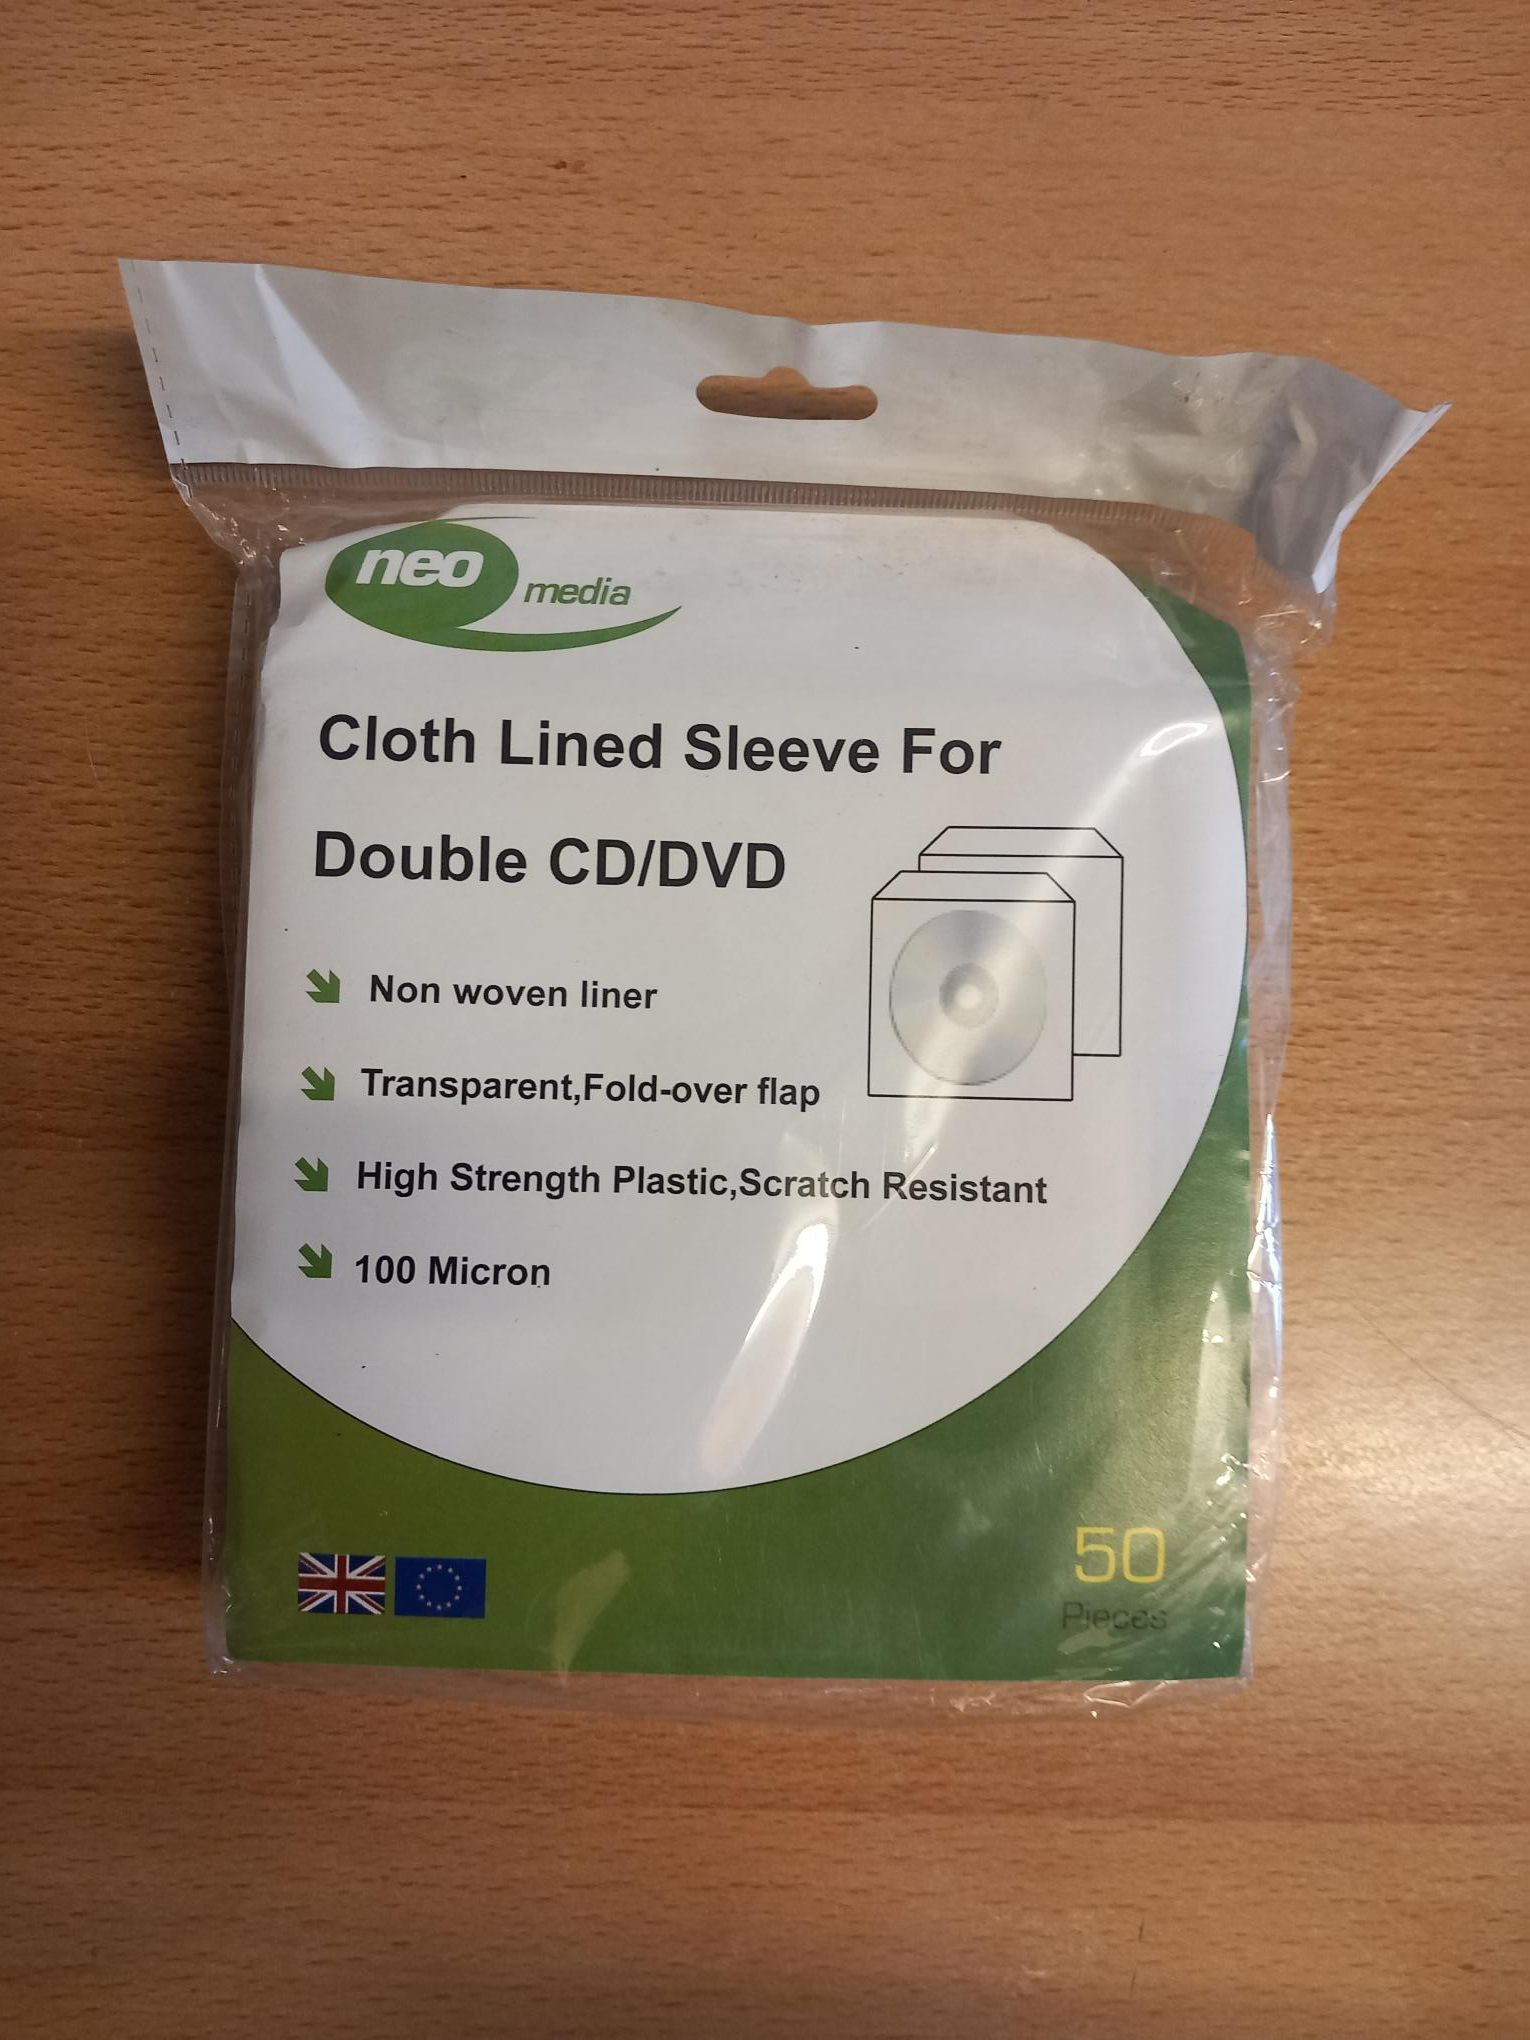 neo
media
Cloth Lined Sleeve For
Double CD/DVD
Non woven liner
Transparent,Fold-over flap
High Strength Plastic,Scratch Resistant
100 Micron
50
Pieces